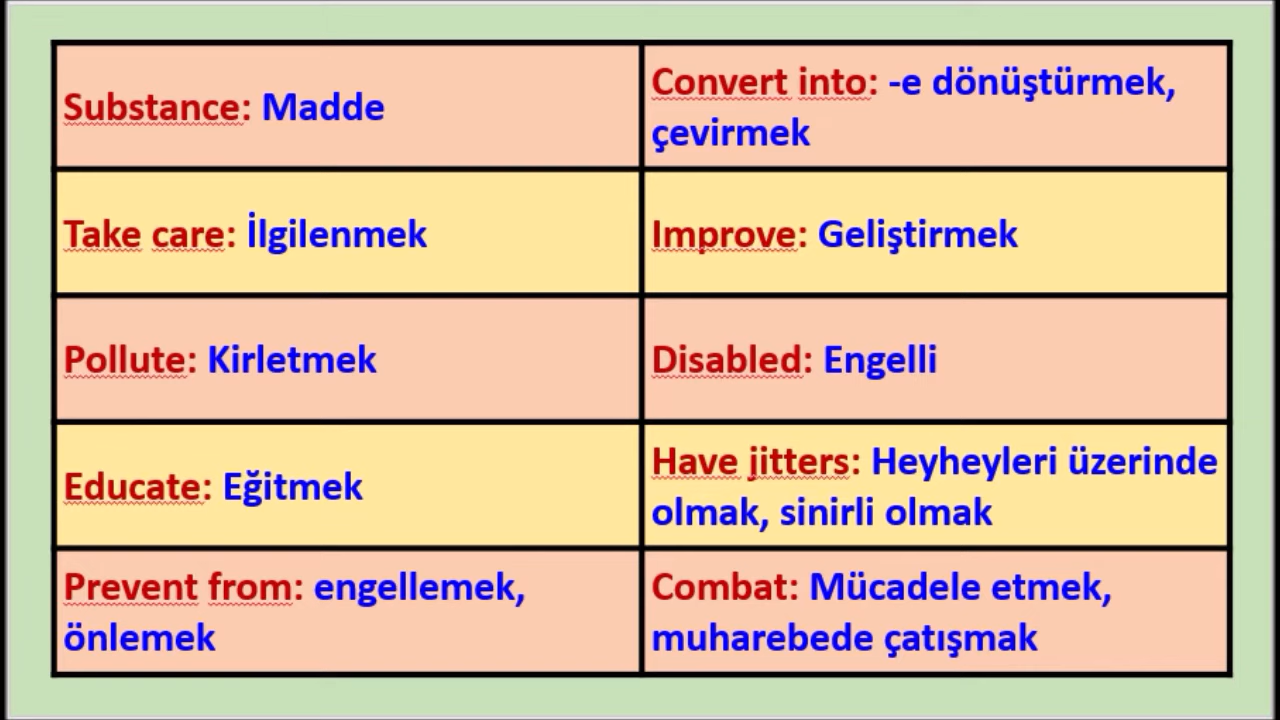 Substance: Madde
Convert into: -e dönüştürmek,
çevirmek
Take care: İlgilenmek
Improve: Geliştirmek
Pollute: Kirletmek
Disabled: Engelli
Educate: Eğitmek
Have jitters: Heyheyleri üzerinde
olmak, sinirli olmak
Prevent from: engellemek,
önlemek
Combat: Mücadele etmek,
muharebede çatışmak